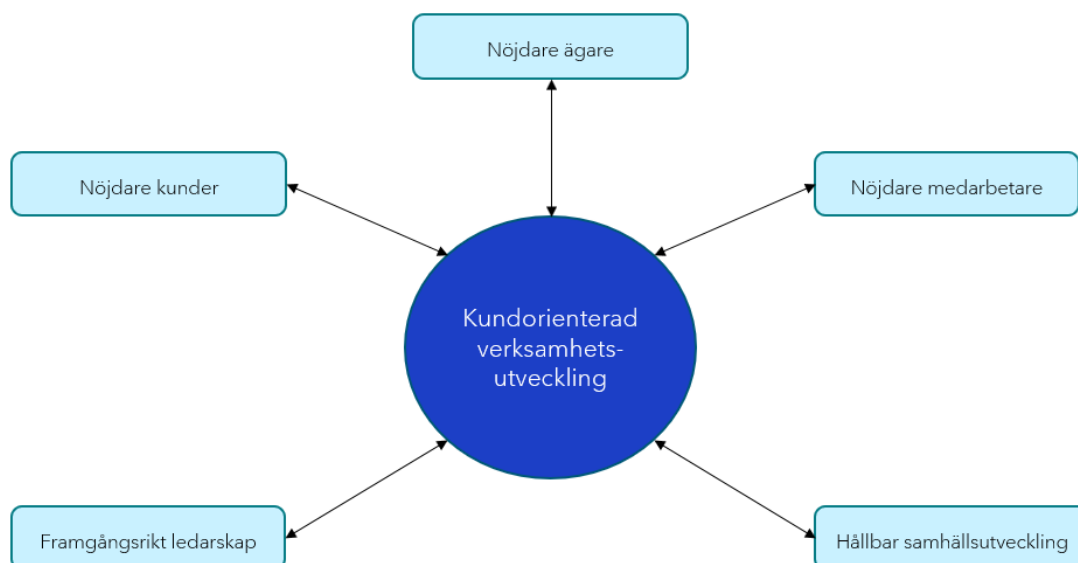 Nöjdare ägare
Nöjdare kunder
Nöjdare medarbetare
Kundorienterad
verksamhets-
utveckling
Framgångsrikt ledarskap
Hållbar samhällsutveckling